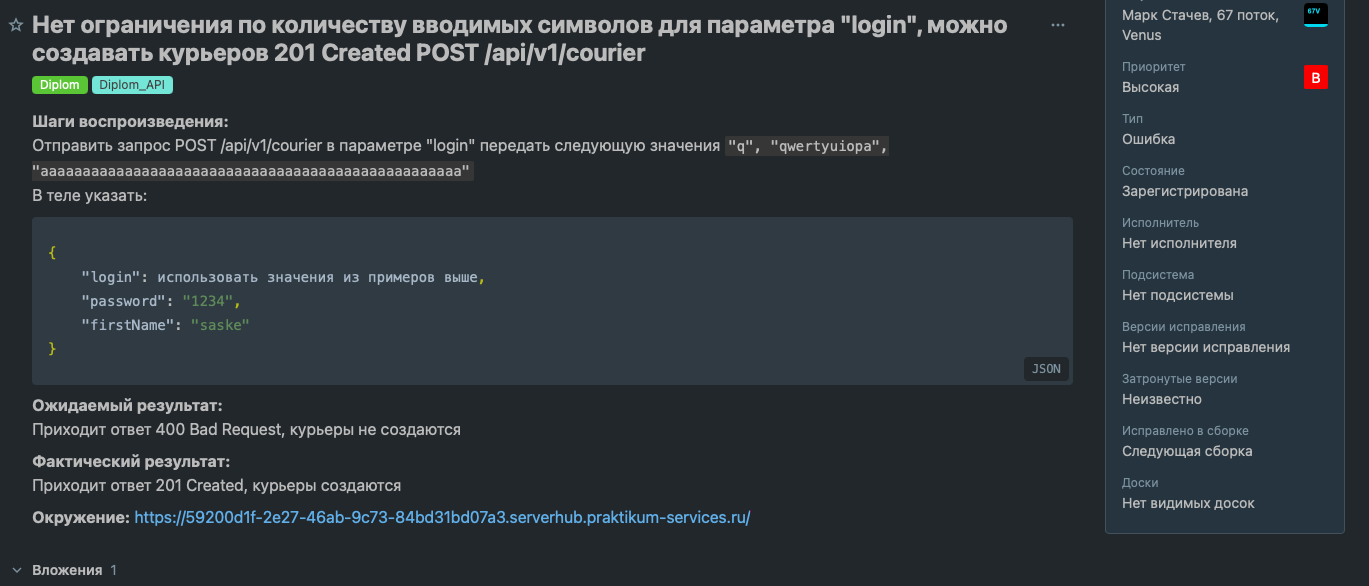 Нет ограничения по количеству вводимых символов для параметра "login", можно
создавать курьеров 201 Created POST /api/v1/courier
Diplom Diplom_API
Шаги воспроизведения:
Отправить запрос POST /api/v1/courier в параметре "login" передать следующую значения "q", "qwertyuiopa",
"aaaaaaaaaaaaaaaaaaaaaaaaaaaaaaaaaaaaaaaaaaaaaaaaaa"
В теле указать:
{
"login": использовать значения из примеров выше,
"password": "1234",
"firstName": "saske"
}
JSON
Ожидаемый результат:
Приходит ответ 400 Bad Request, курьеры не создаются
Фактический результат:
Приходит ответ 201 Created, курьеры создаются
Окружение: https://59200d1f-2e27-46ab-9c73-84bd31bd07a3.serverhub.praktikum-services.ru/
Вложения 1
Марк Стачев, 67 поток,
Venus
67V
Приоритет
Высокая
В
Тип
Ошибка
Состояние
Зарегистрирована
Исполнитель
Нет исполнителя
Подсистема
Нет подсистемы
Версии исправления
Нет версии исправления
Затронутые версии
Неизвестно
Исправлено в сборке
Следующая сборка
Доски
Нет видимых досок